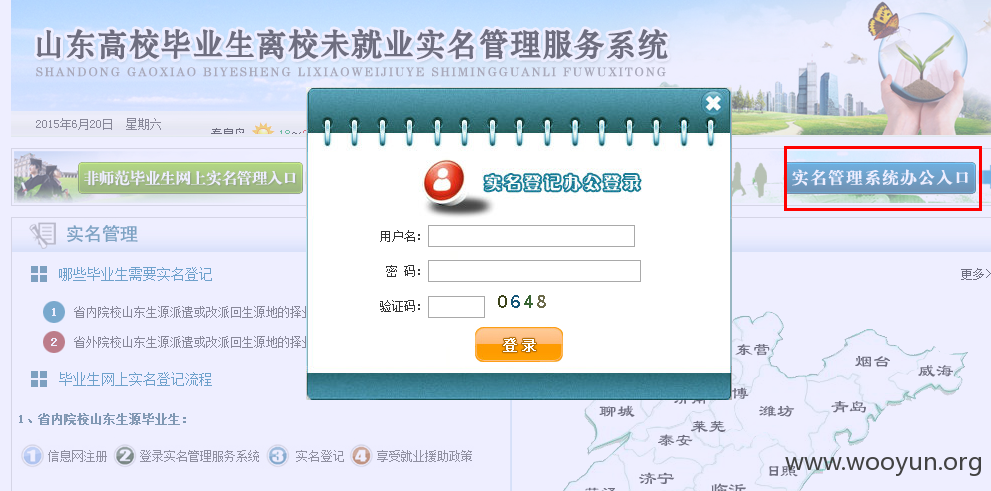 山东高校毕业生离校未就业实名管理服务系统
SHANDONG GAOXIAO BIYESHENG LIXIAOWEIJIUYE SHIMINGGUANLI FUWUXITONG
2015年6月20日 星期六
非师范毕业生网上实名管理入口
实名管理系统办公入口
实名登记办公登录
用户名:
密 码:
验证码: 0648
登录
实名管理
哪些毕业生需要实名登记
更多>
1 省内院校山东生源派遣或改派回生源地的择业
2 省外院校山东生源派遣或改派回生源地的择业
毕业生网上实名登记流程
1、省内院校山东生源毕业生:
1 信息网注册 2 登录实名管理服务系统 3 实名登记 4 享受就业援助政策
东营
烟台
威海
博
潍坊
青岛
聊城
莱芜
泰安
日照
济宁
临沂
www.wooyun.org